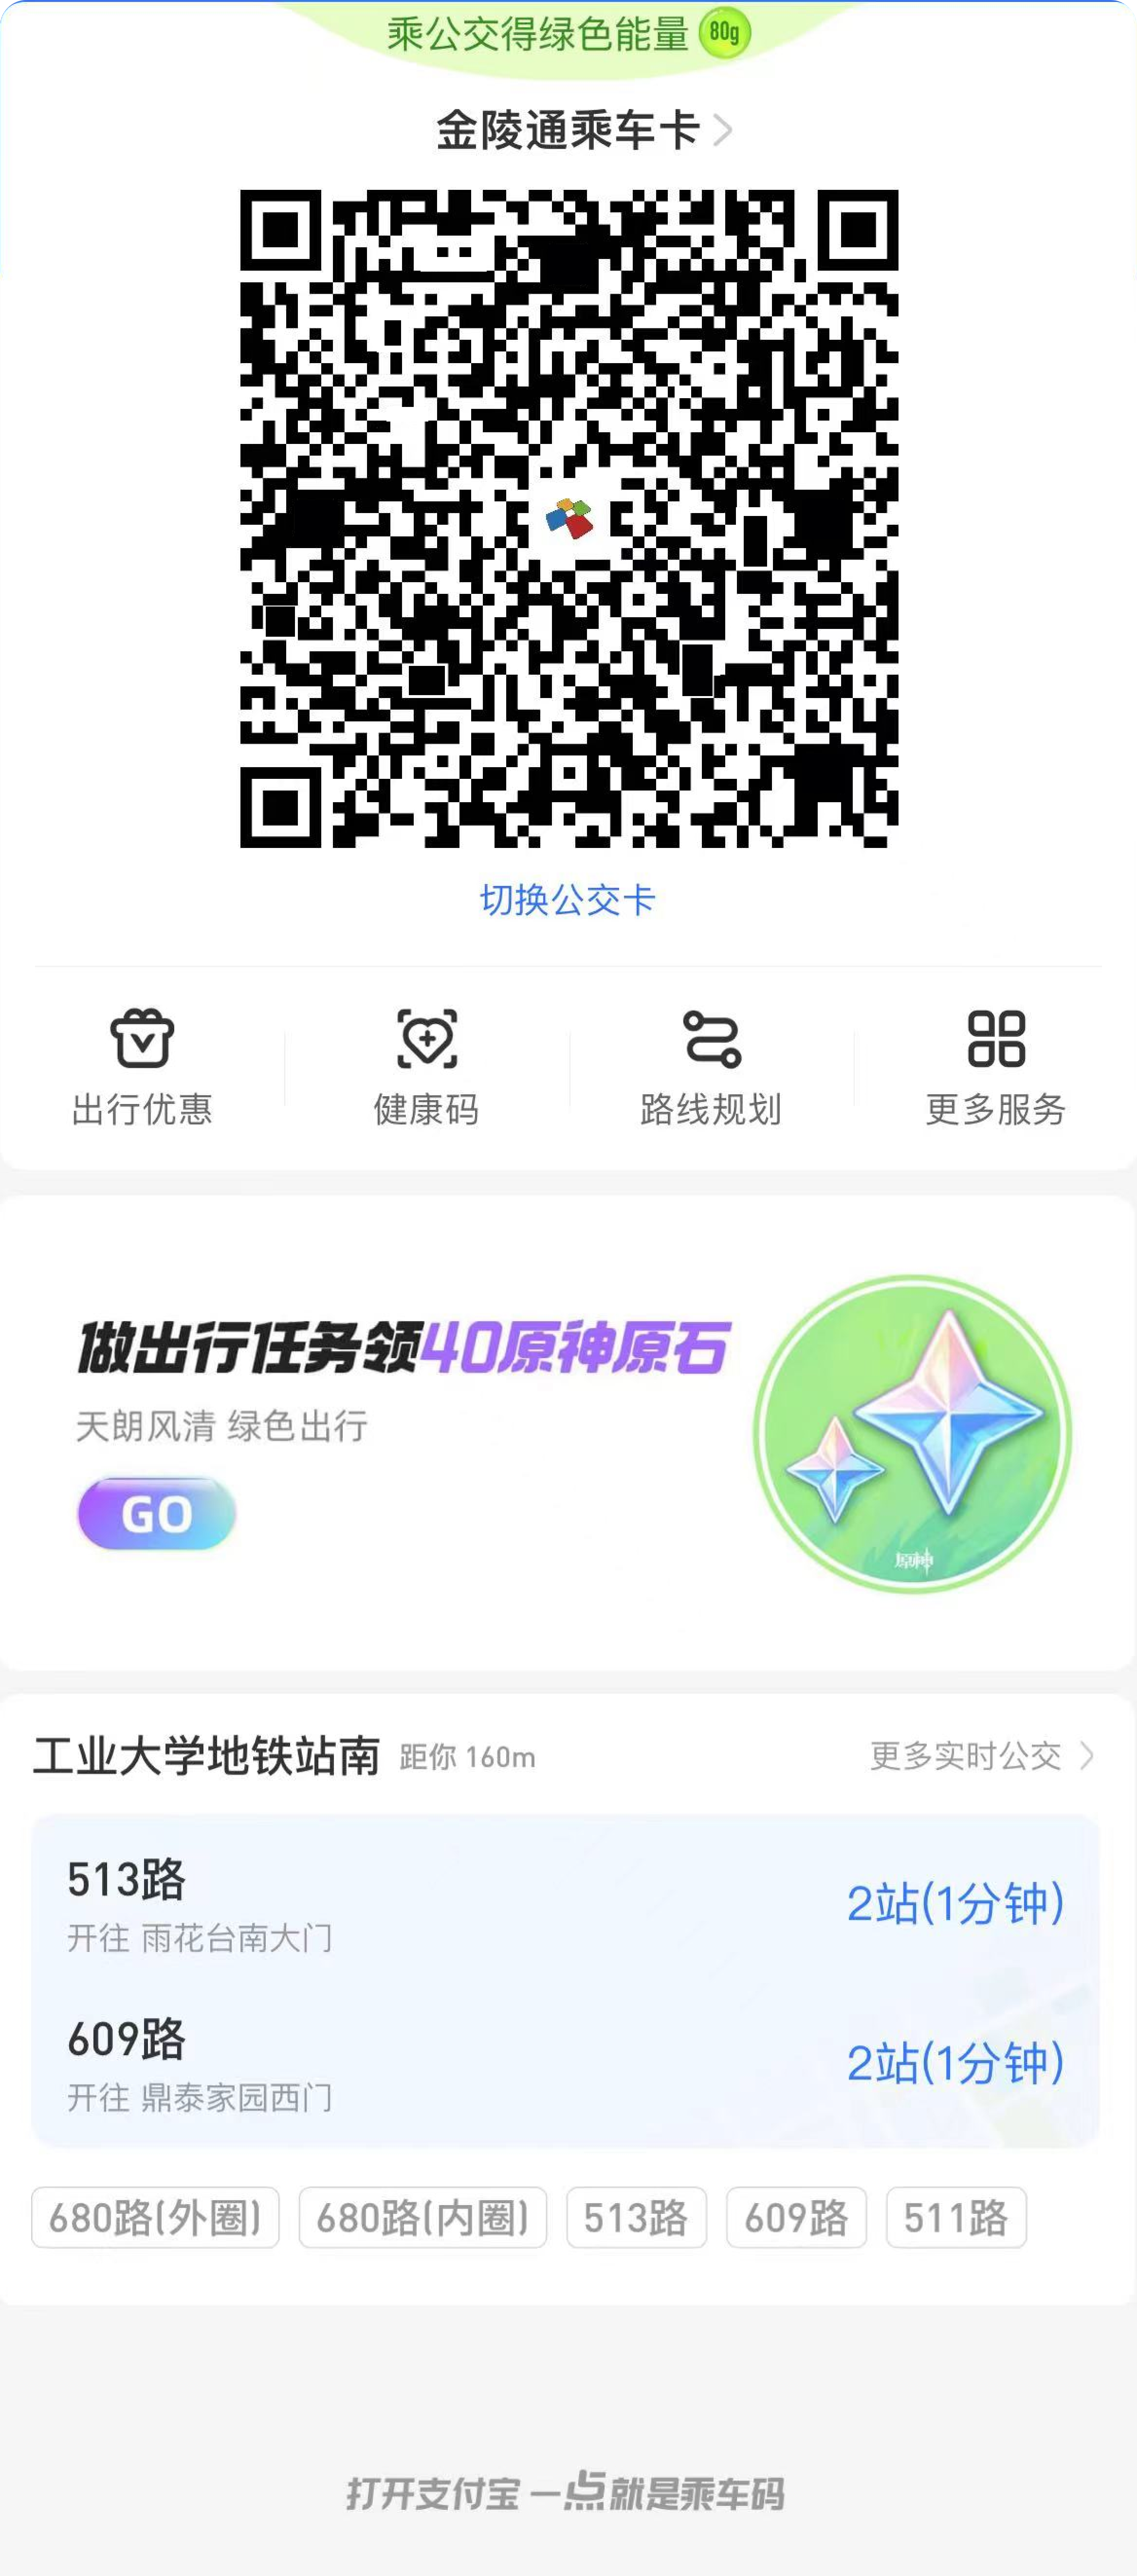 乘公交得绿色能量 80g
金陵通乘车卡
切换公交卡
出行优惠 健康码 路线规划 更多服务
做出行任务领40原神原石
天朗风清 绿色出行
GO
原神
工业大学地铁站南 距你 160m 更多实时公交
513路
开往 雨花台南大门
2站(1分钟)
609路
开往 鼎泰家园西门
2站(1分钟)
680路(外圈) 680路(内圈) 513路 609路 511路
打开支付宝 一点就是乘车码